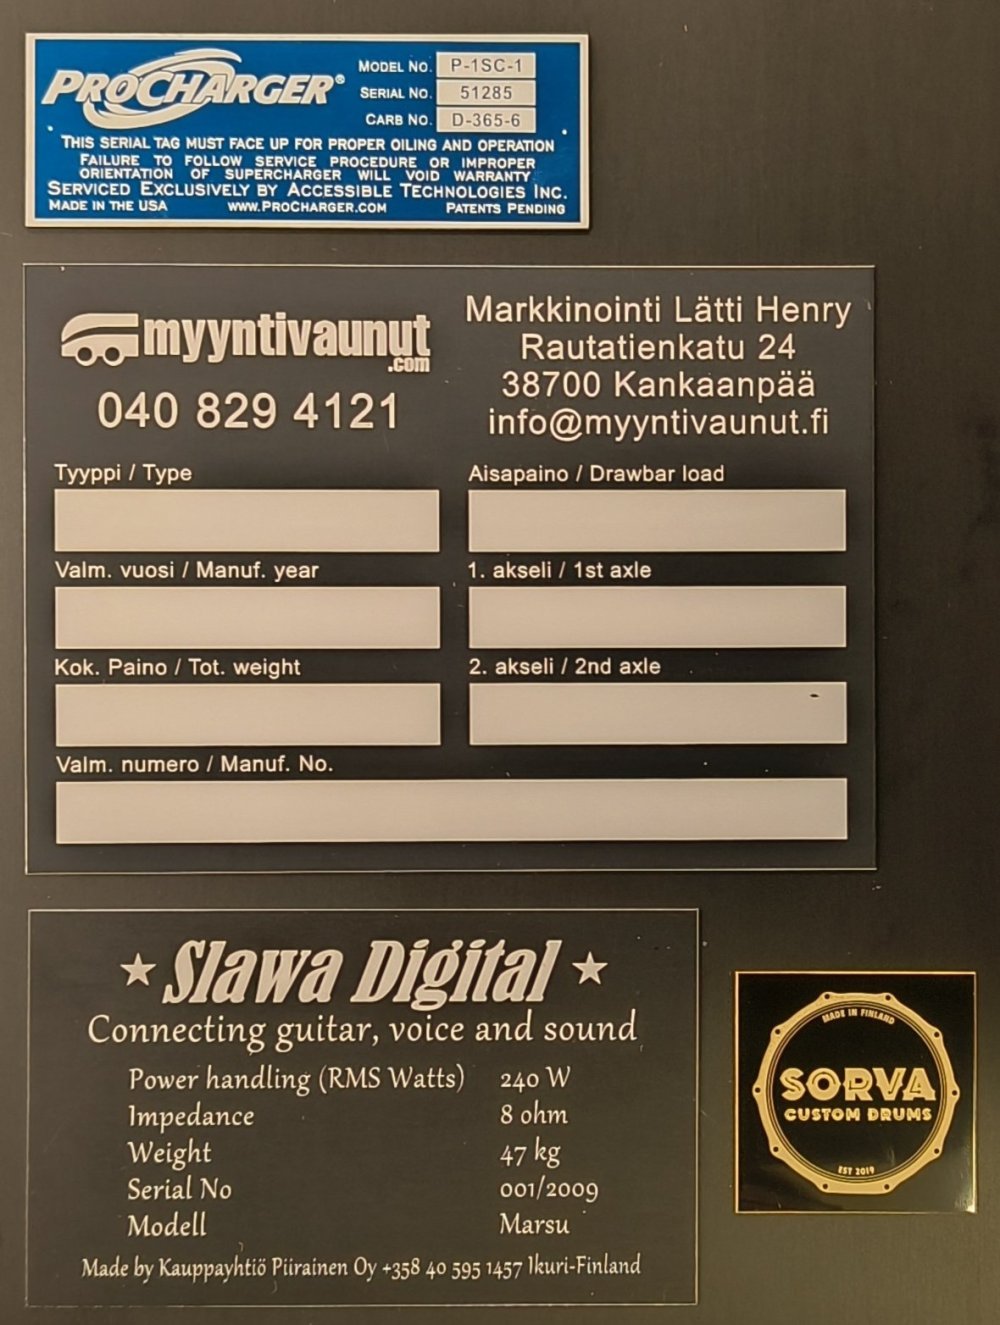 PROCHARGER®
MODEL NO. P-1SC-1
SERIAL NO. 51285
CARB NO. D-365-6
THIS SERIAL TAG MUST FACE UP FOR PROPER OILING AND OPERATION
FAILURE TO FOLLOW SERVICE PROCEDURE OR IMPROPER
ORIENTATION OF SUPERCHARGER WILL VOID WARRANTY
SERVICED EXCLUSIVELY BY ACCESSIBLE TECHNOLOGIES INC.
MADE IN THE USA WWW.PROCHARGER.COM PATENTS PENDING
myyntivaunut
.com
040 829 4121
Markkinointi Lätti Henry
Rautatienkatu 24
38700 Kankaanpää
info@myyntivaunut.fi
Tyyppi / Type
Aisapaino / Drawbar load
Valm. vuosi / Manuf. year
1. akseli / 1st axle
Kok. Paino / Tot. weight
2. akseli / 2nd axle
Valm. numero / Manuf. No.
Slawa Digital
Connecting guitar, voice and sound
Power handling (RMS Watts) 240 W
Impedance 8 ohm
Weight 47 kg
Serial No 001/2009
Modell Marsu
Made by Kauppayhtiö Piirainen Oy +358 40 595 1457 Ikuri-Finland
MADE IN FINLAND
SORVA
CUSTOM DRUMS
EST 2019